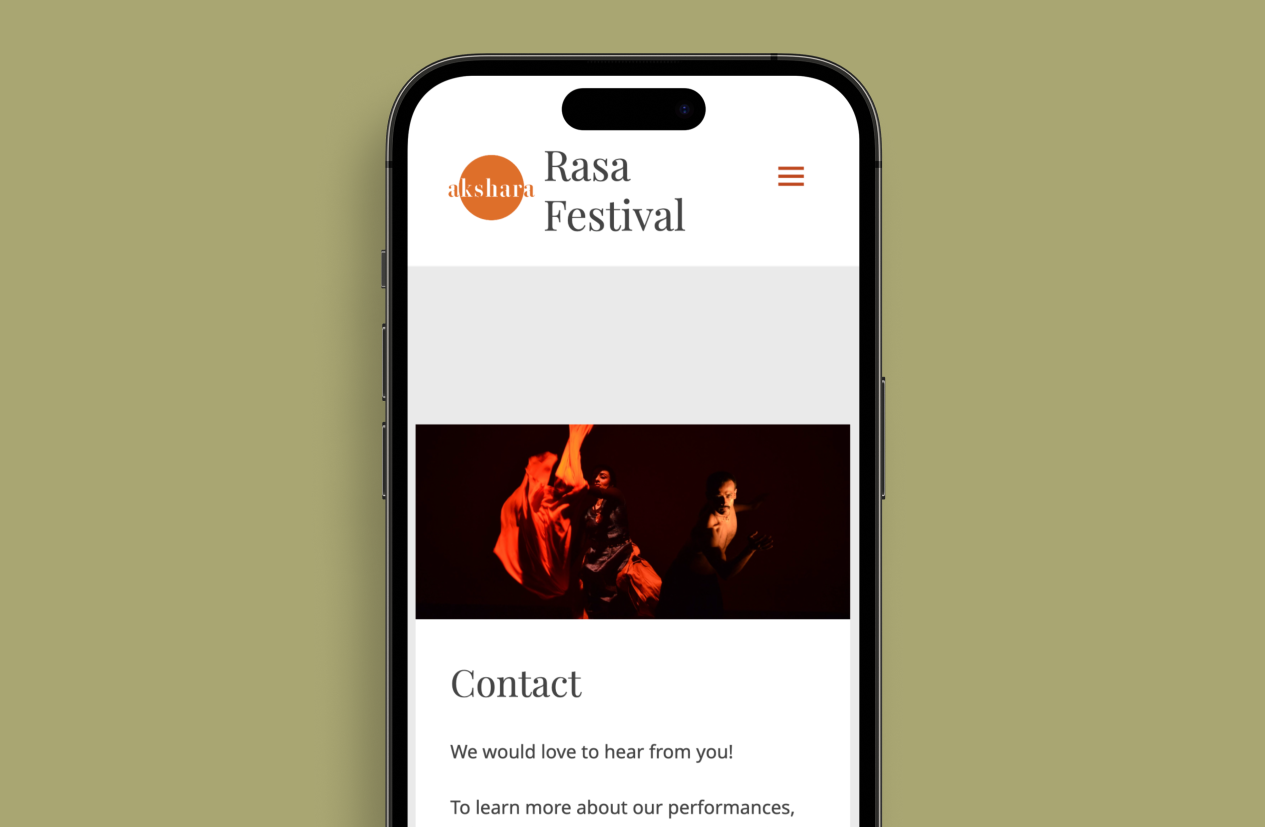 akshara
Rasa
Festival
Contact
We would love to hear from you!
To learn more about our performances,